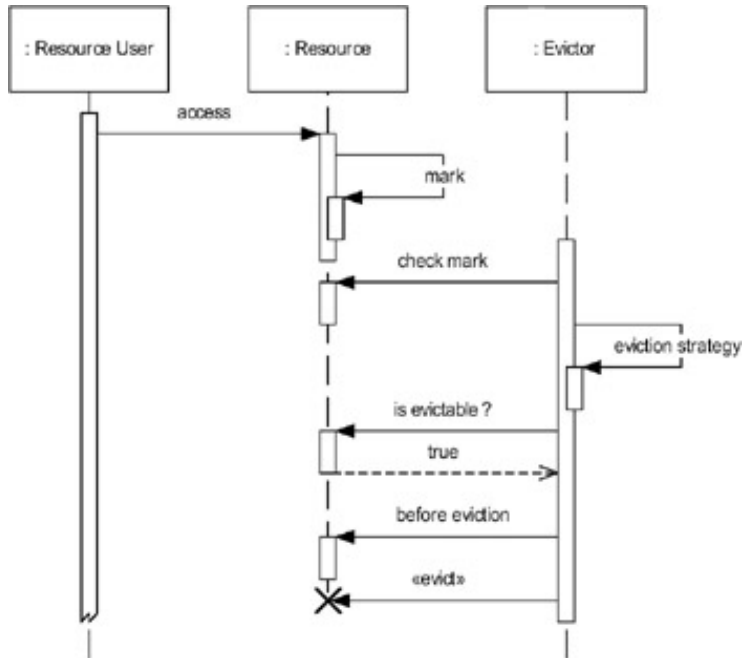 : Resource User
: Resource
: Evictor
access
mark
check mark
eviction strategy
is evictable ?
true
before eviction
«evict»